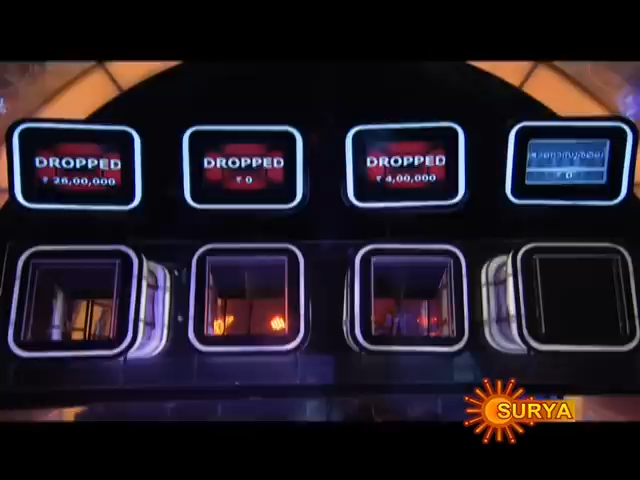 DROPPED
₹ 26,00,000
DROPPED
₹ 0
DROPPED
₹ 4,00,000
₹ 0
SURYA